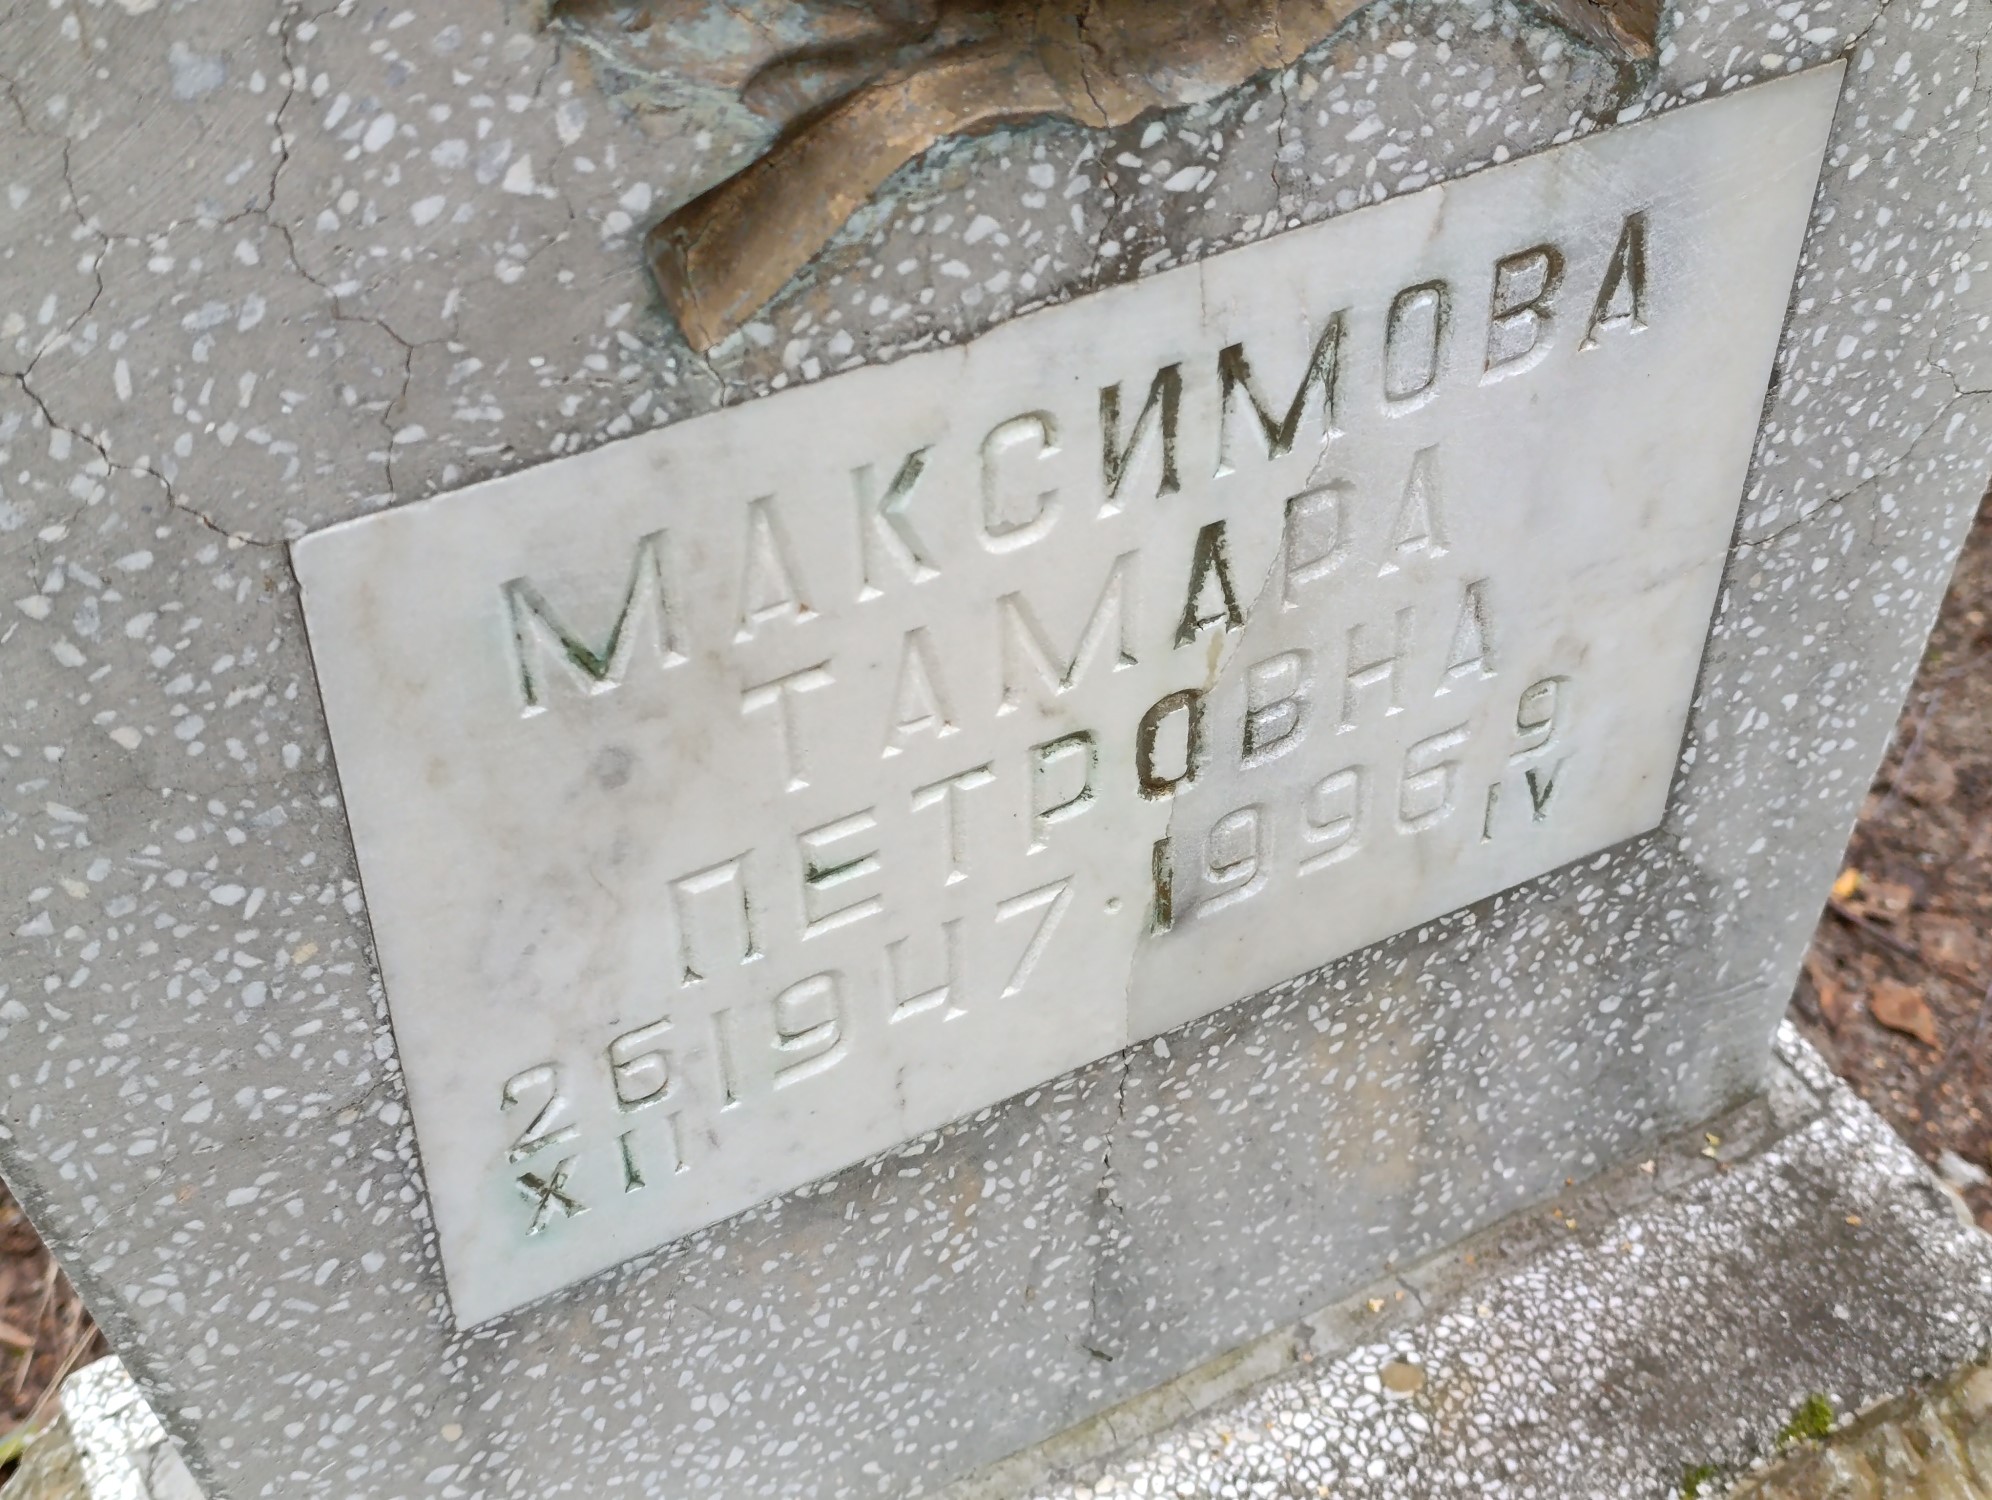 МАКСИМОВА
ТАМАРА
ПЕТРОВНА
26 1947·1996 9
XII IV